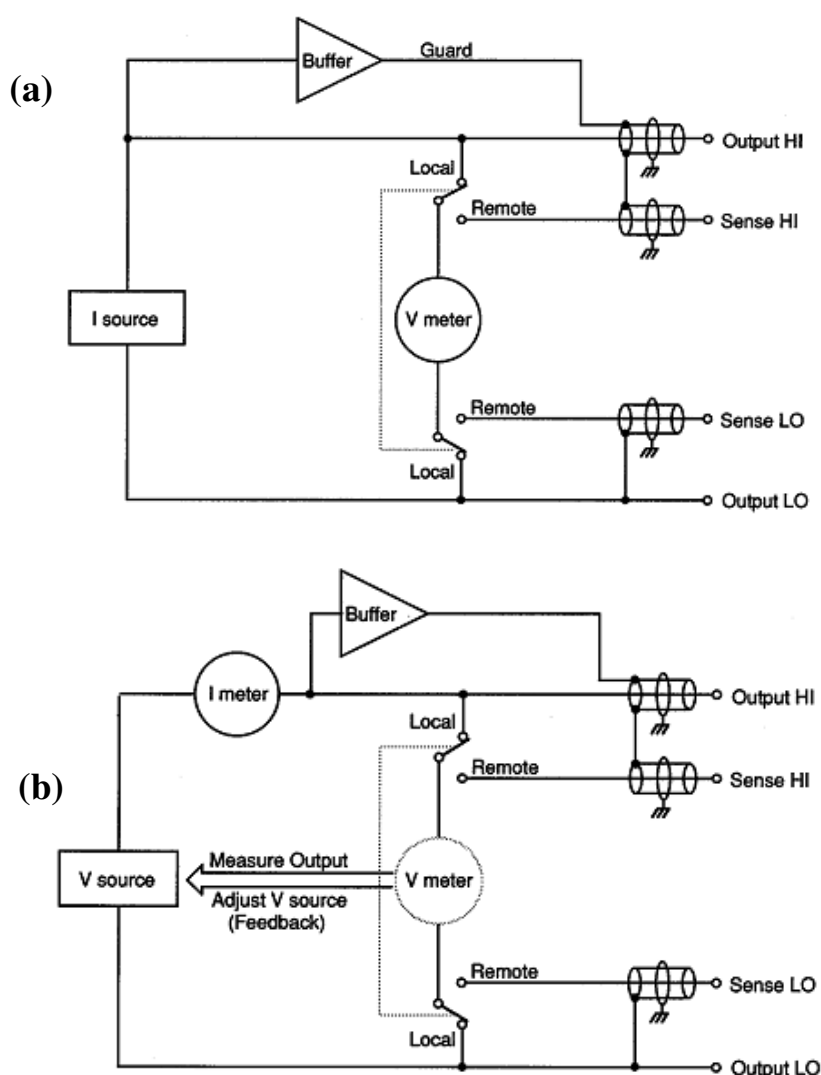 (a)
Buffer
Guard
Output HI
Local
Remote
Sense HI
I source
V meter
Remote
Sense LO
Local
Output LO
(b)
Buffer
I meter
Output HI
Local
Remote
Sense HI
V source
Measure Output
Adjust V source
(Feedback)
V meter
Remote
Sense LO
Local
Output LO